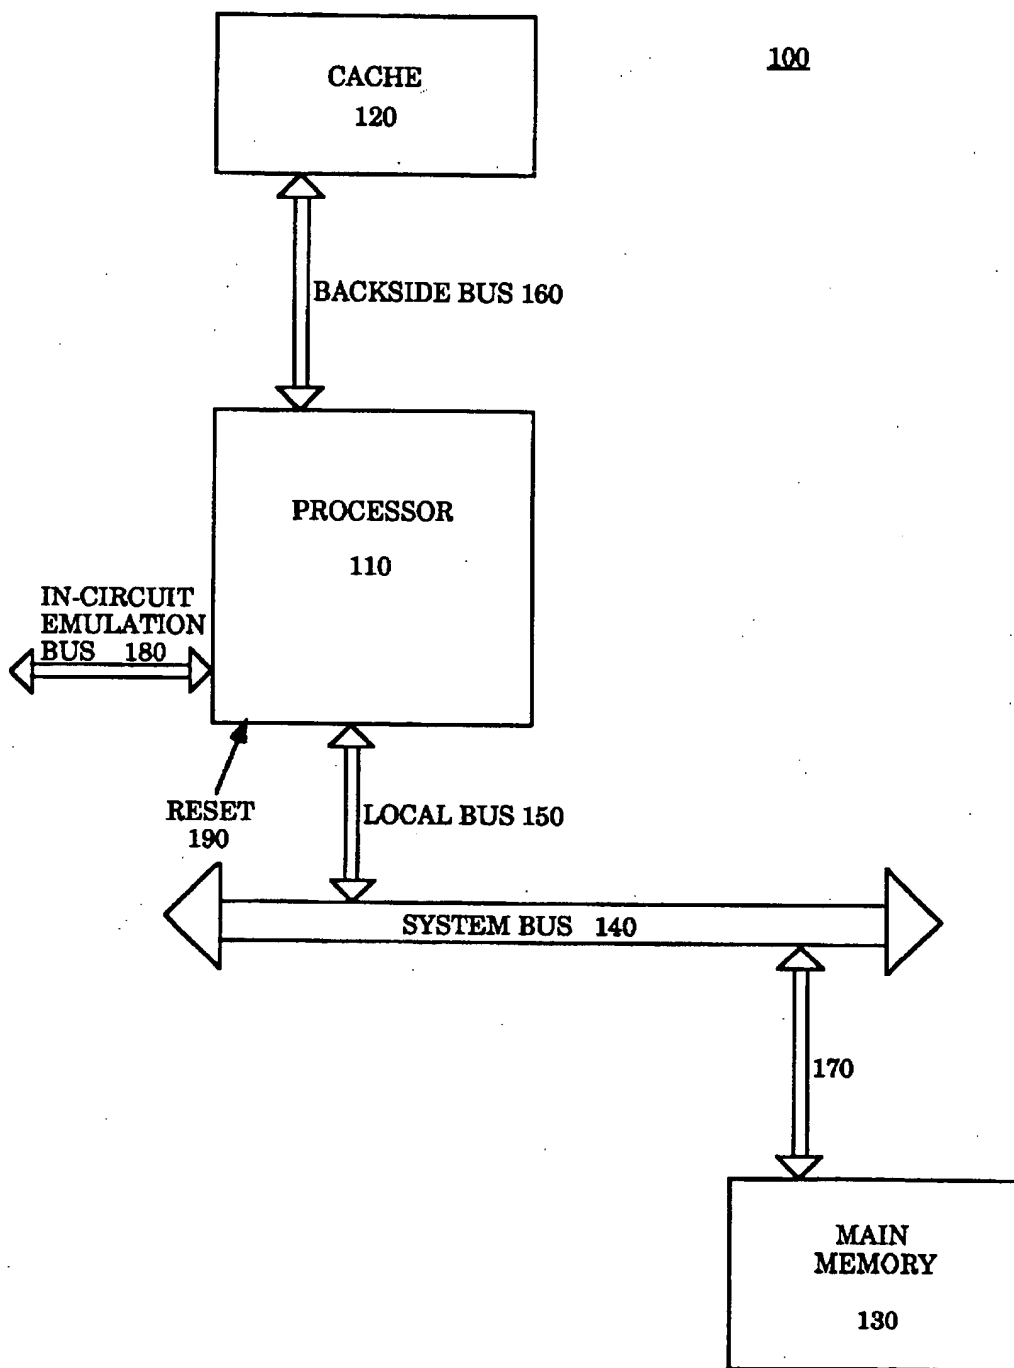 100
CACHE
120
BACKSIDE BUS 160
PROCESSOR
110
IN-CIRCUIT
EMULATION
BUS 180
RESET
190
LOCAL BUS 150
SYSTEM BUS 140
170
MAIN
MEMORY
130